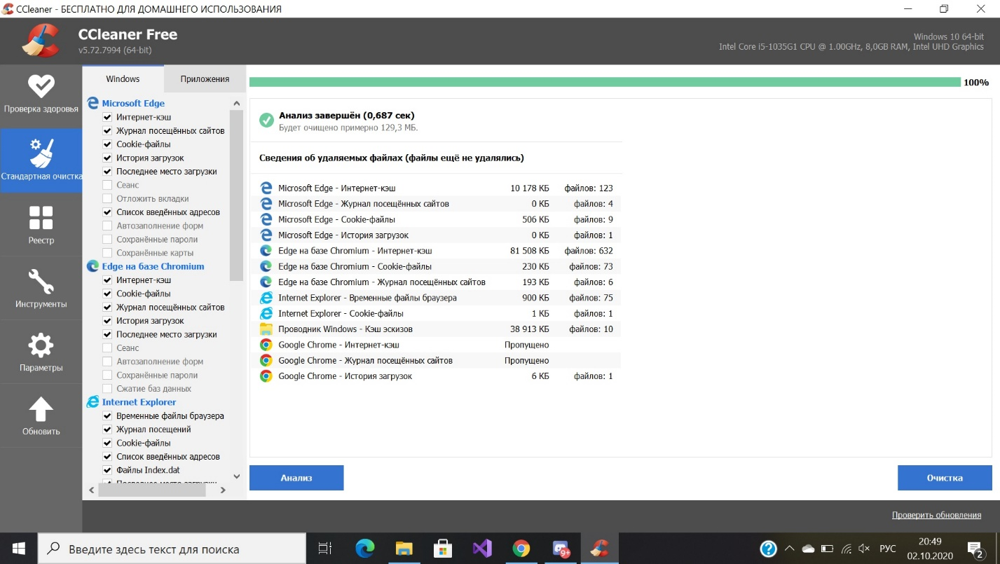 CCleaner - БЕСПЛАТНО ДЛЯ ДОМАШНЕГО ИСПОЛЬЗОВАНИЯ
CCleaner Free
v5.72.7994 (64-bit)
Windows 10 64-bit
Intel Core i5-1035G1 CPU @ 1.00GHz, 8,0GB RAM, Intel UHD Graphics
Проверка здоровья
Стандартная очистка
Реестр
Инструменты
Параметры
Обновить
Windows
Приложения
Microsoft Edge
Интернет-кэш
Журнал посещённых сайтов
Cookie-файлы
История загрузок
Последнее место загрузки
Сеанс
Отложить вкладки
Список введённых адресов
Автозаполнение форм
Сохранённые пароли
Сохранённые карты
Edge на базе Chromium
Интернет-кэш
Cookie-файлы
Журнал посещённых сайтов
История загрузок
Последнее место загрузки
Сеанс
Автозаполнение форм
Сохранённые пароли
Сжатие баз данных
Internet Explorer
Временные файлы браузера
Журнал посещений
Cookie-файлы
Список введённых адресов
Файлы Index.dat
Последнее место загрузки
100%
Анализ завершён (0,687 сек)
Будет очищено примерно 129,3 МБ.
Сведения об удаляемых файлах (файлы ещё не удалялись)
Microsoft Edge - Интернет-кэш 10 178 КБ файлов: 123
Microsoft Edge - Журнал посещённых сайтов 0 КБ файлов: 4
Microsoft Edge - Cookie-файлы 506 КБ файлов: 9
Microsoft Edge - История загрузок 0 КБ файлов: 1
Edge на базе Chromium - Интернет-кэш 81 508 КБ файлов: 632
Edge на базе Chromium - Cookie-файлы 230 КБ файлов: 73
Edge на базе Chromium - Журнал посещённых сайтов 193 КБ файлов: 6
Internet Explorer - Временные файлы браузера 900 КБ файлов: 75
Internet Explorer - Cookie-файлы 1 КБ файлов: 1
Проводник Windows - Кэш эскизов 38 913 КБ файлов: 10
Google Chrome - Интернет-кэш Пропущено
Google Chrome - Журнал посещённых сайтов Пропущено
Google Chrome - История загрузок 6 КБ файлов: 1
Анализ
Очистка
Проверить обновления
Введите здесь текст для поиска
9+
РУС
20:49
02.10.2020
2